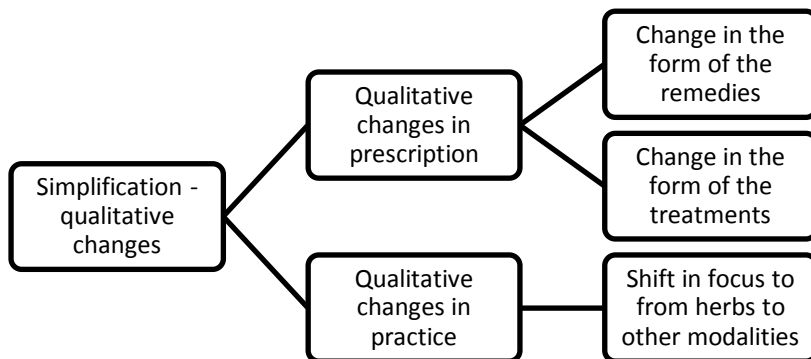 Simplification -
qualitative
changes
Qualitative
changes in
prescription
Change in the
form of the
remedies
Change in the
form of the
treatments
Qualitative
changes in
practice
Shift in focus to
from herbs to
other modalities